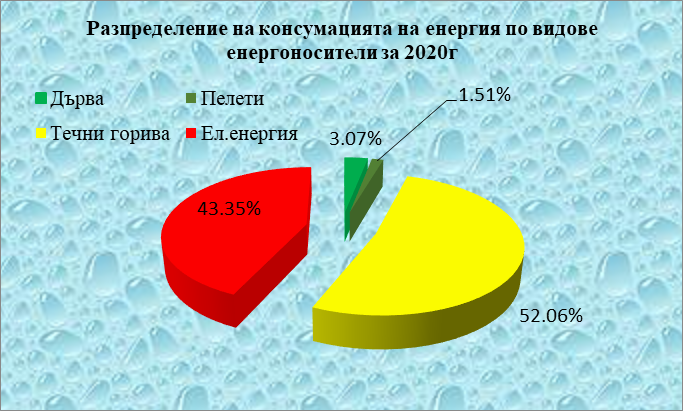 Разпределение на консумацията на енергия по видове
енергоносители за 2020г
Дърва
Пелети
Течни горива
Ел.енергия
3.07%
1.51%
43.35%
52.06%